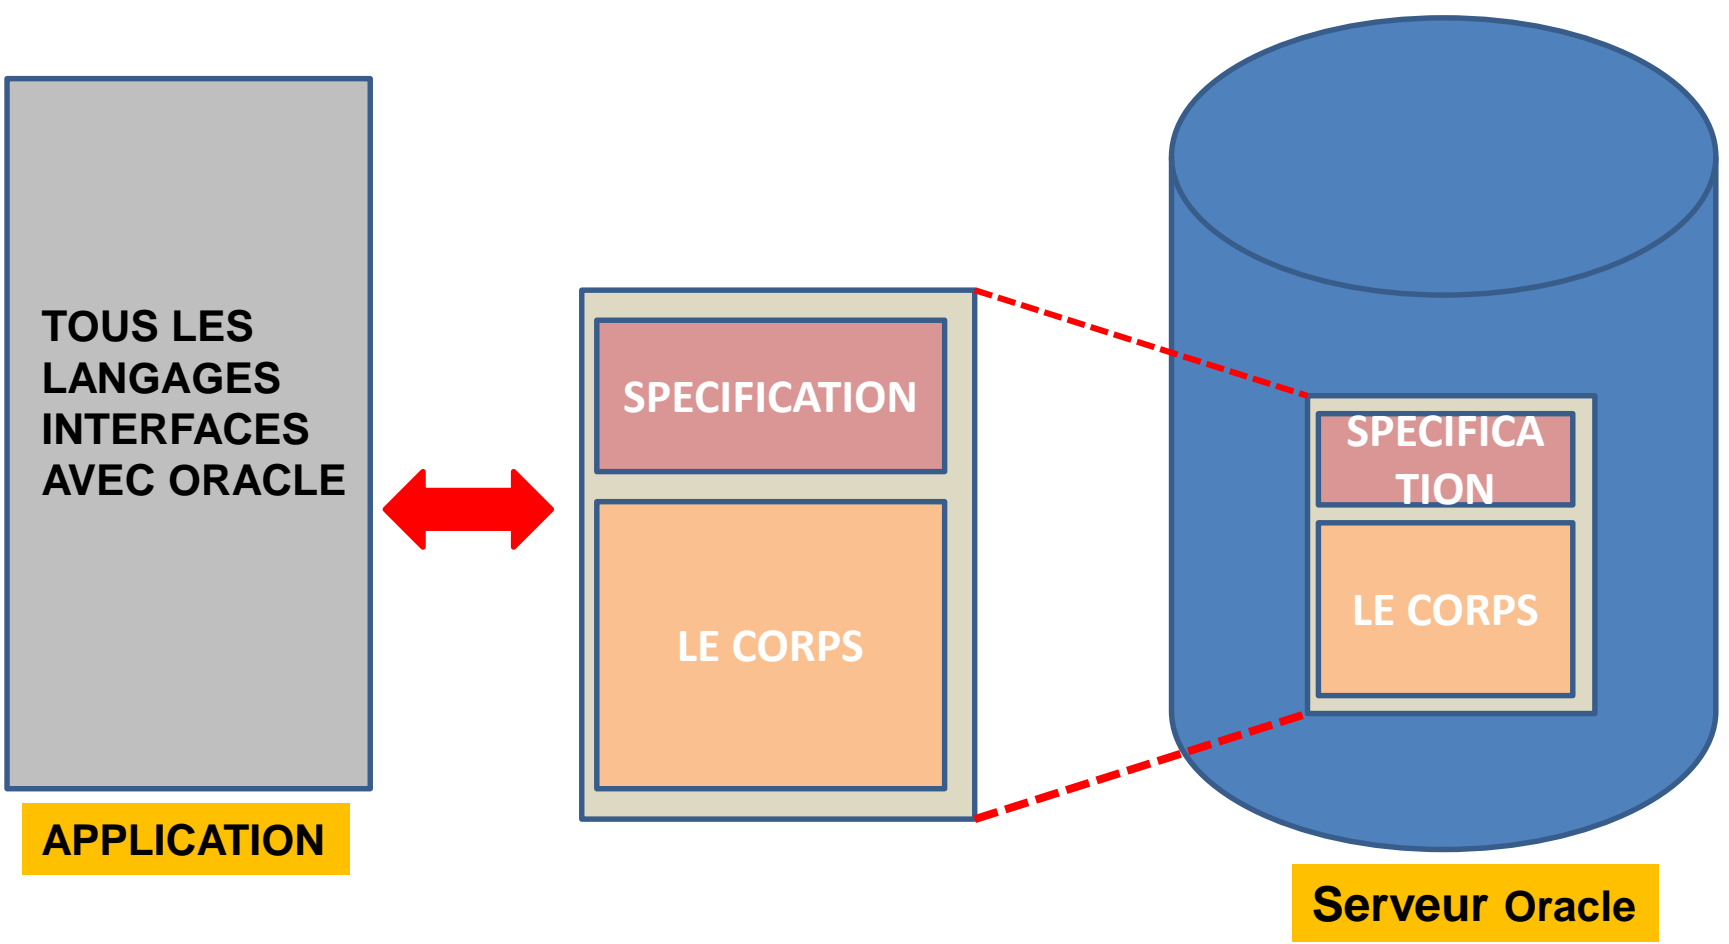 TOUS LES
LANGAGES
INTERFACES
AVEC ORACLE
APPLICATION
SPECIFICATION
LE CORPS
SPECIFICA
TION
LE CORPS
Serveur Oracle